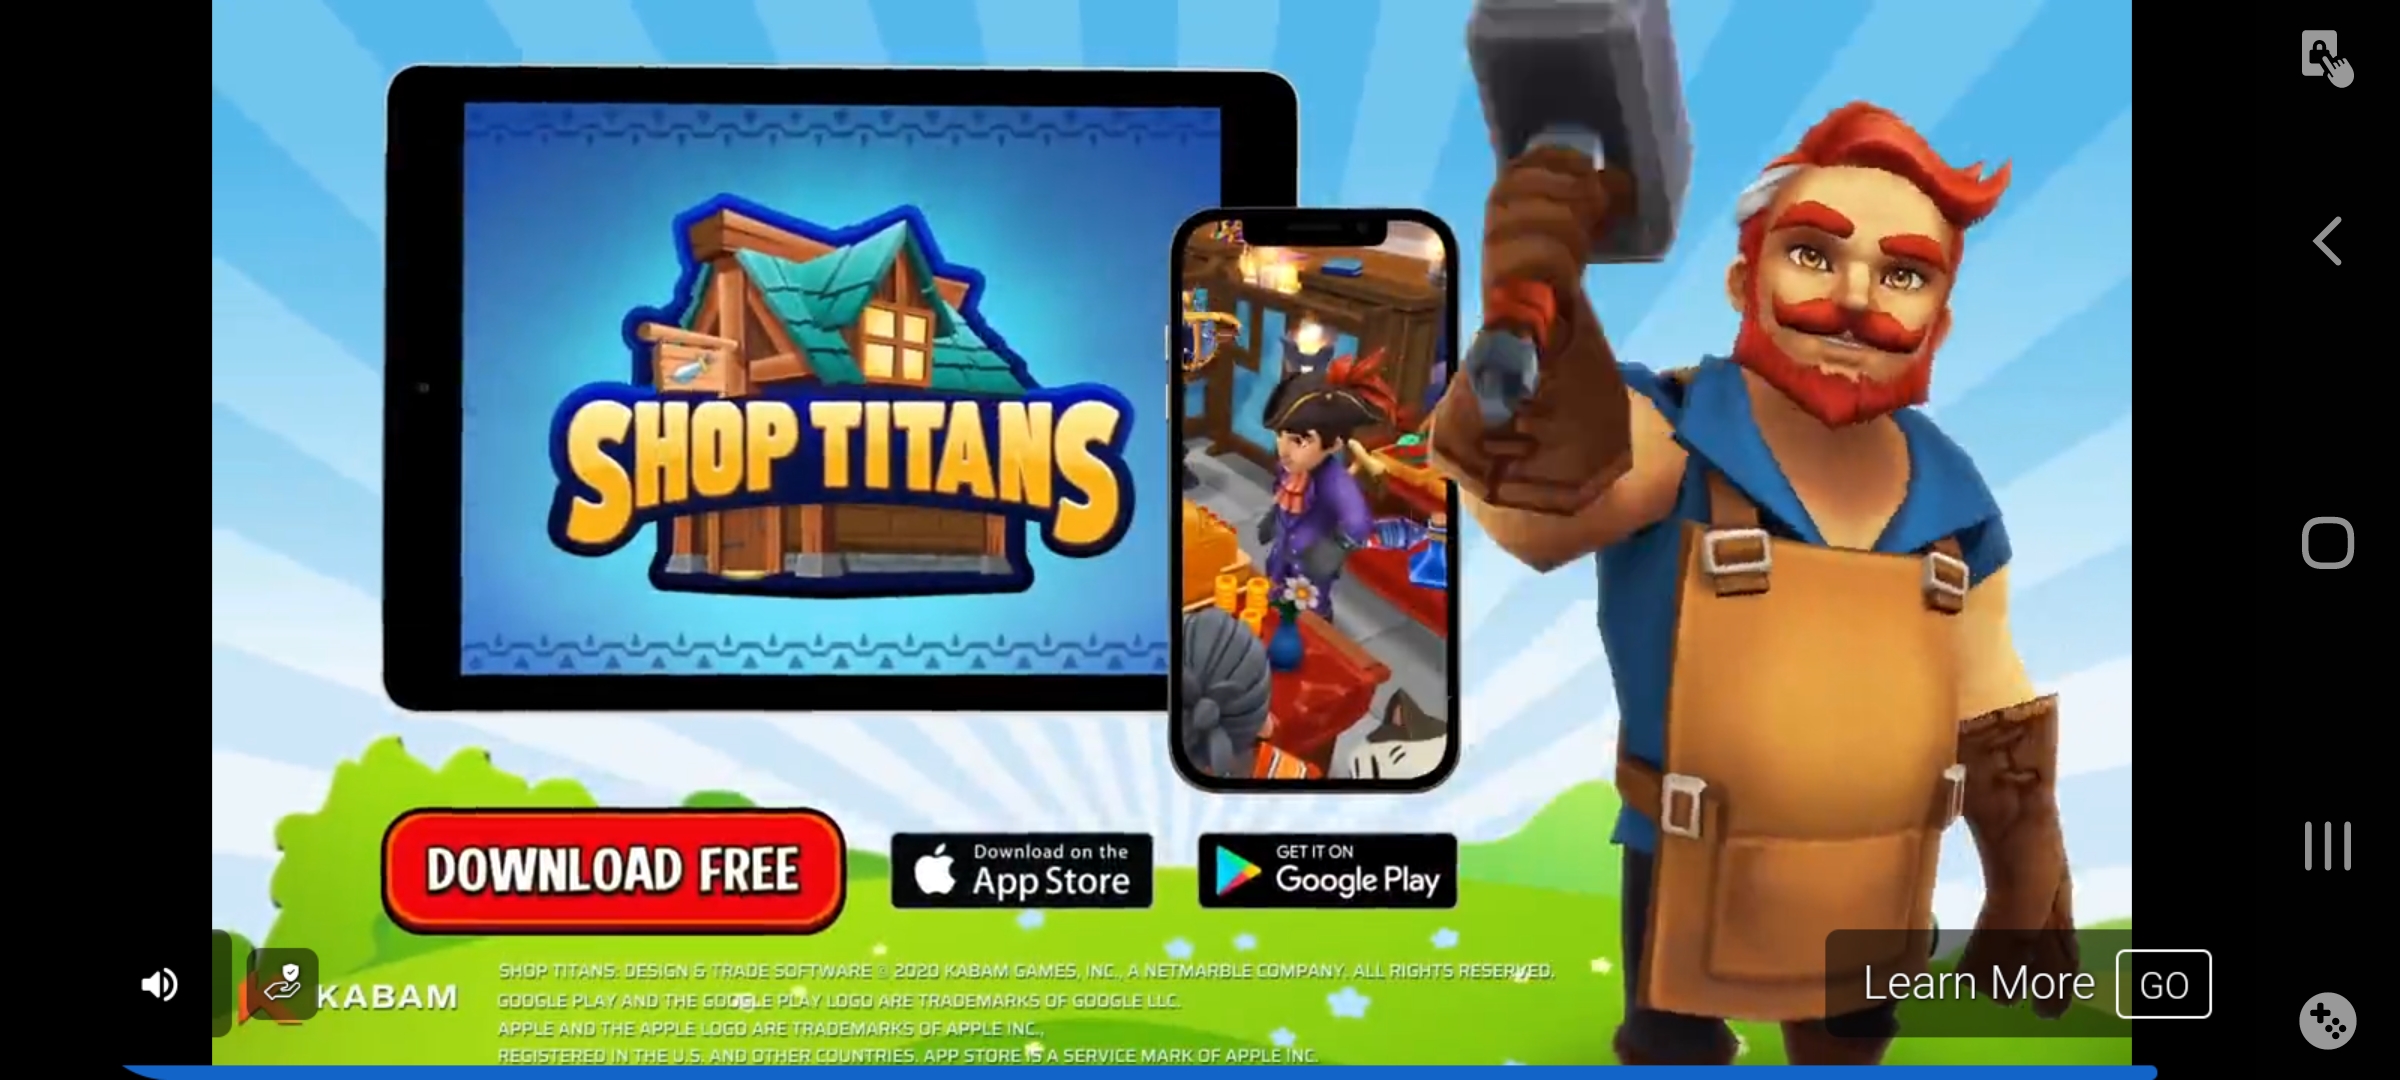 SHOP TITANS
DOWNLOAD FREE
Download on the
App Store
GET IT ON
Google Play
KABAM
SHOP TITANS: DESIGN & TRADE SOFTWARE © 2020 KABAM GAMES, INC., A NETMARBLE COMPANY. ALL RIGHTS RESERVED.
GOOGLE PLAY AND THE GOOGLE PLAY LOGO ARE TRADEMARKS OF GOOGLE LLC.
APPLE AND THE APPLE LOGO ARE TRADEMARKS OF APPLE INC.,
REGISTERED IN THE U.S. AND OTHER COUNTRIES. APP STORE IS A SERVICE MARK OF APPLE INC.
Learn More
GO